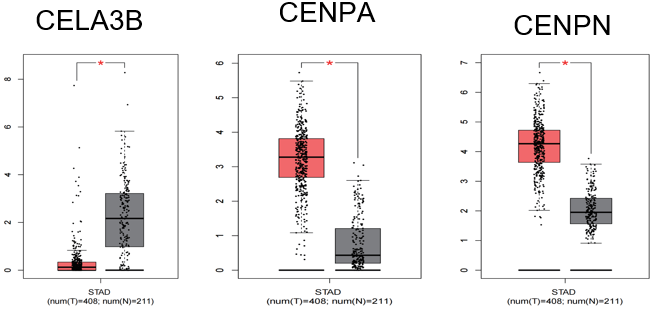 CELA3B
CENPA
CENPN
*
*
*
8
6
4
2
0
6
5
4
3
2
1
0
7
6
5
4
3
2
1
0
STAD
(num(T)=408; num(N)=211)
STAD
(num(T)=408; num(N)=211)
STAD
(num(T)=408; num(N)=211)